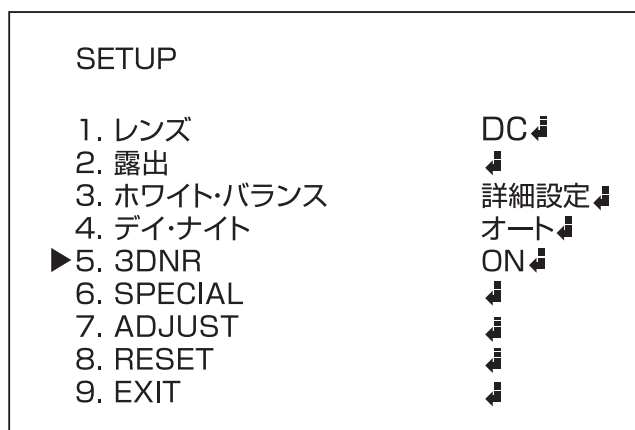 SETUP
1. レンズ DC↲
2. 露出 ↲
3. ホワイト・バランス 詳細設定↲
4. デイ・ナイト オート↲
▶5. 3DNR ON↲
6. SPECIAL ↲
7. ADJUST ↲
8. RESET ↲
9. EXIT ↲